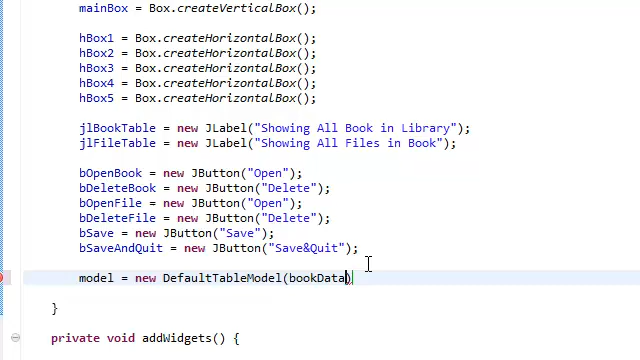 mainBox = Box.createVerticalBox();
hBox1 = Box.createHorizontalBox();
hBox2 = Box.createHorizontalBox();
hBox3 = Box.createHorizontalBox();
hBox4 = Box.createHorizontalBox();
hBox5 = Box.createHorizontalBox();
jlBookTable = new JLabel("Showing All Book in Library");
jlFileTable = new JLabel("Showing All Files in Book");
bOpenBook = new JButton("Open");
bDeleteBook = new JButton("Delete");
bOpenFile = new JButton("Open");
bDeleteFile = new JButton("Delete");
bSave = new JButton("Save");
bSaveAndQuit = new JButton("Save&Quit");
model = new DefaultTableModel(bookData)
}
private void addWidgets() {